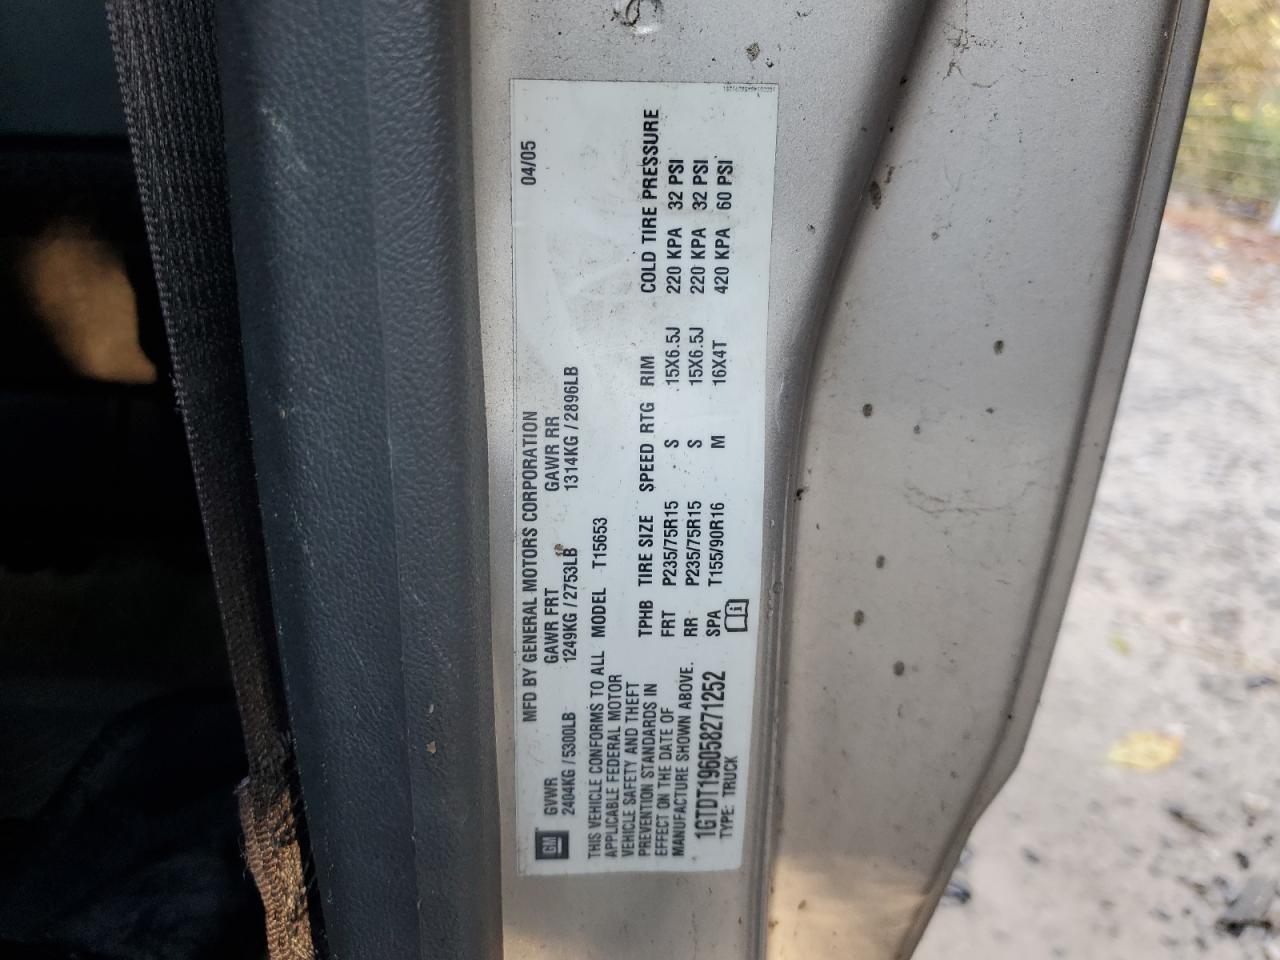 MFD BY GENERAL MOTORS CORPORATION 04/05
GM
GVWR GAWR FRT GAWR RR
2404KG / 5300LB 1249KG / 2753LB 1314KG / 2896LB
THIS VEHICLE CONFORMS TO ALL
APPLICABLE FEDERAL MOTOR
VEHICLE SAFETY AND THEFT
PREVENTION STANDARDS IN
EFFECT ON THE DATE OF
MANUFACTURE SHOWN ABOVE.
1GTDT196058271252
TYPE: TRUCK
MODEL T15653
TPHB TIRE SIZE SPEED RTG RIM COLD TIRE PRESSURE
FRT P235/75R15 S 15X6.5J 220 KPA 32 PSI
RR P235/75R15 S 15X6.5J 220 KPA 32 PSI
SPA T155/90R16 M 16X4T 420 KPA 60 PSI